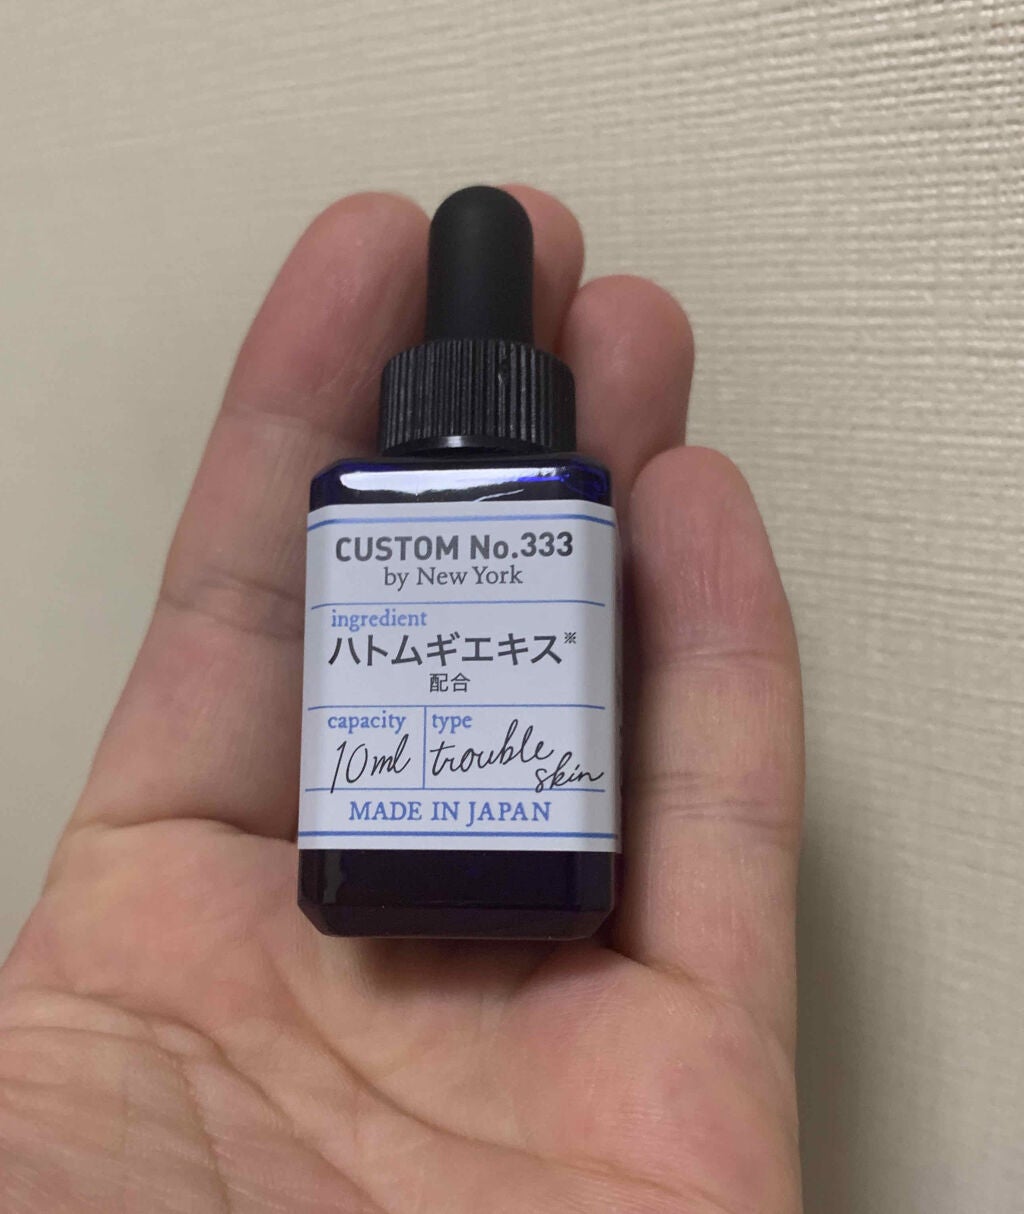 CUSTOM No.333
by New York
ingredient
ハトムギエキス※
配合
capacity
10ml
type
trouble
skin
MADE IN JAPAN